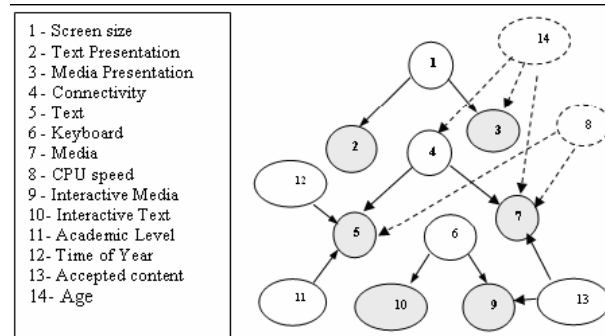 1 - Screen size
2 - Text Presentation
3 - Media Presentation
4 - Connectivity
5 - Text
6 - Keyboard
7 - Media
8 - CPU speed
9 - Interactive Media
10- Interactive Text
11- Academic Level
12- Time of Year
13- Accepted content
14- Age
14
1
8
3
2
4
12
7
5
6
11
10
9
13